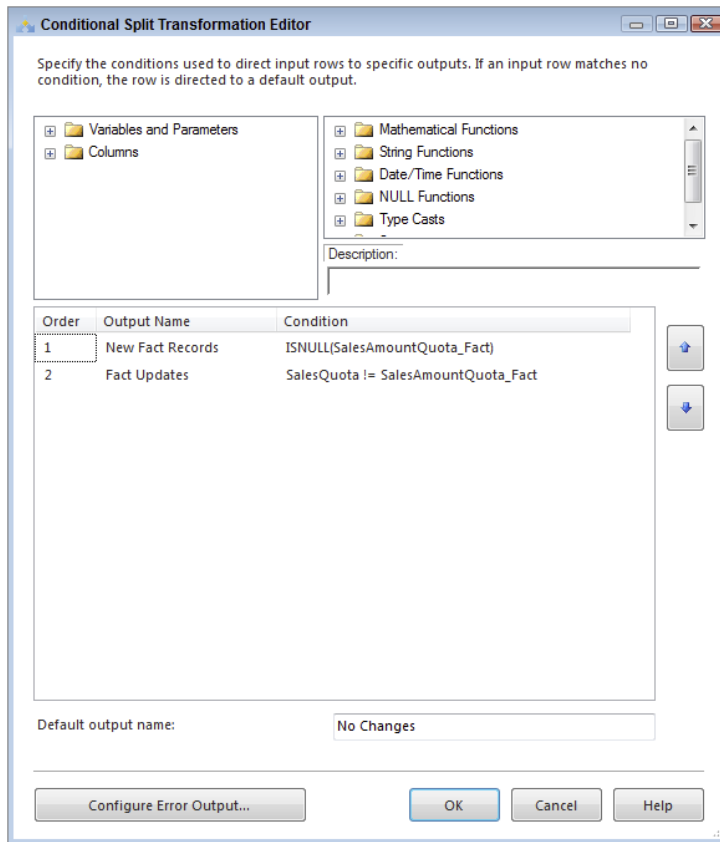 Conditional Split Transformation Editor
Specify the conditions used to direct input rows to specific outputs. If an input row matches no
condition, the row is directed to a default output.
Variables and Parameters
Columns
Mathematical Functions
String Functions
Date/Time Functions
NULL Functions
Type Casts
Description:
Order Output Name Condition
1 New Fact Records ISNULL(SalesAmountQuota_Fact)
2 Fact Updates SalesQuota != SalesAmountQuota_Fact
Default output name: No Changes
Configure Error Output... OK Cancel Help